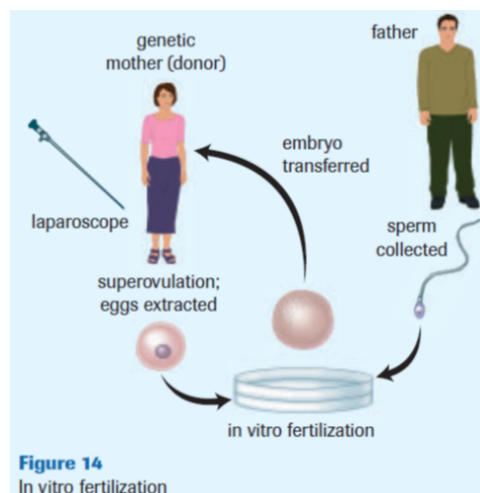 genetic
mother (donor)
father
embryo
transferred
laparoscope
sperm
collected
superovulation;
eggs extracted
in vitro fertilization
Figure 14
In vitro fertilization